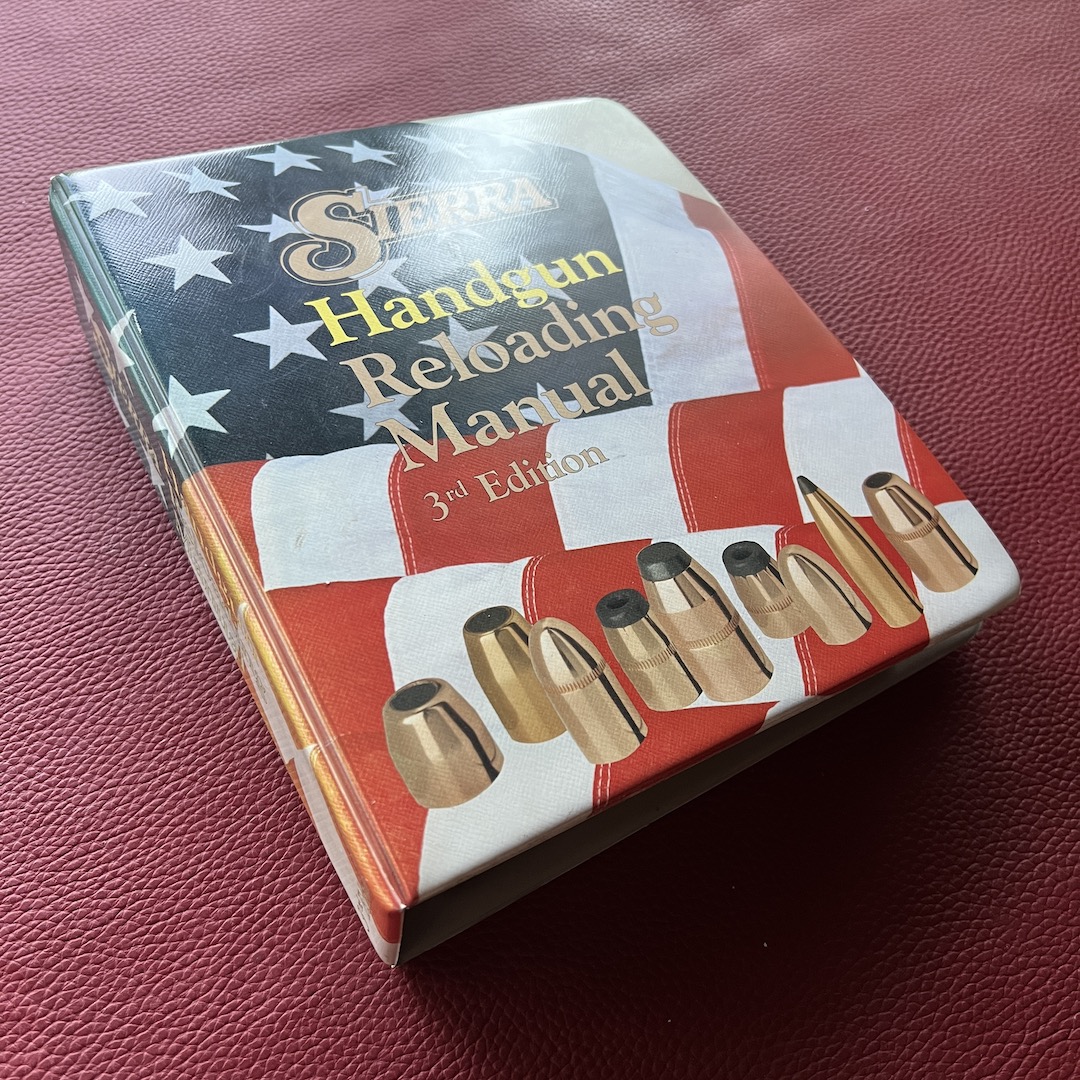 SIERRA
Handgun
Reloading
Manual
3rd Edition